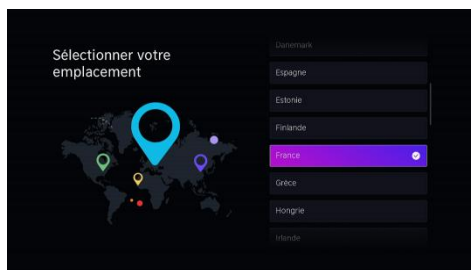 Sélectionner votre
emplacement
Danemark
Espagne
Estonie
Finlande
France
Grèce
Hongrie
Irlande